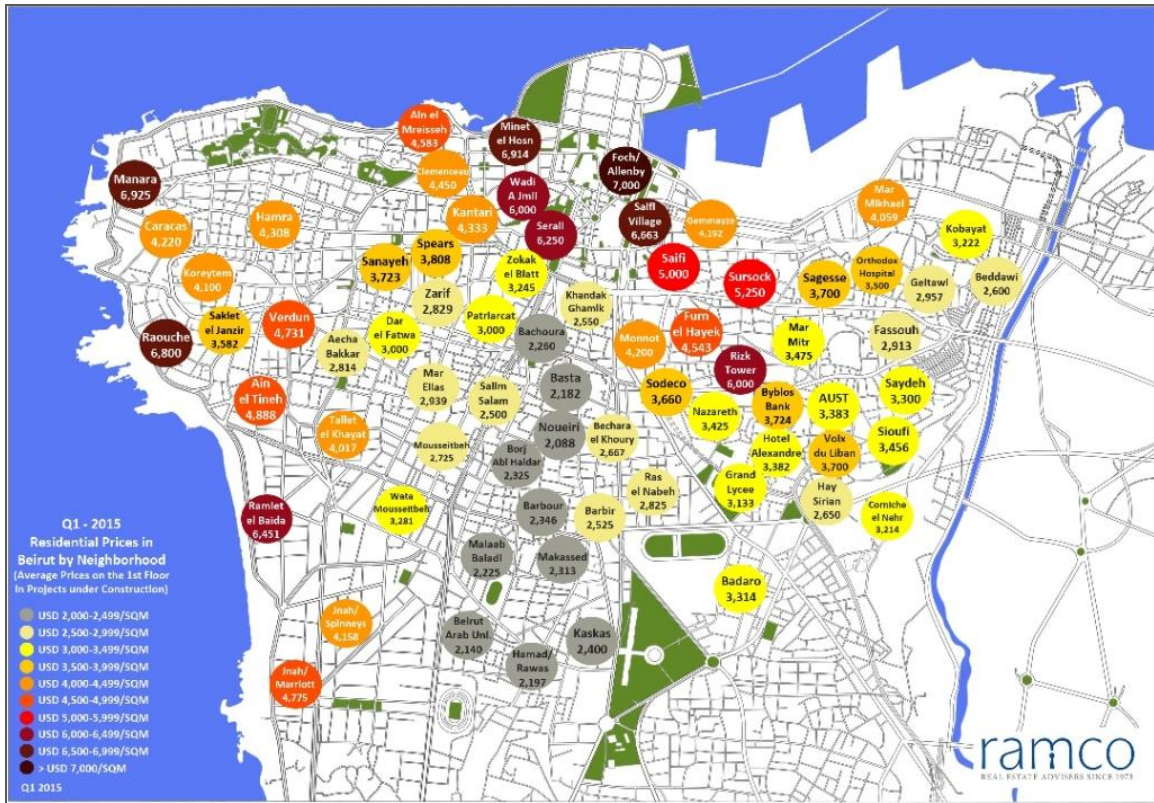 Ain el
Mreisseh
4,583
Minet
el Hosn
6,914
Foch/
Allenby
7,000
Manara
6,925
Clemenceau
4,450
Wadi
A Jmil
6,000
Saifi
Village
6,663
Mar
Mikhael
4,059
Caracas
4,220
Hamra
4,308
Kantari
4,333
Serail
6,250
Gemmayze
4,192
Kobayat
3,222
Koreytem
4,100
Sanayeh
3,723
Spears
3,808
Zokak
el Blatt
3,245
Saifi
5,000
Sursock
5,250
Sagesse
3,700
Orthodox
Hospital
3,500
Geitawi
2,957
Beddawi
2,600
Raouche
6,800
Saklet
el Janzir
3,582
Verdun
4,731
Zarif
2,829
Patriarcat
3,000
Khandak
Ghamik
2,550
Dar
el Fatwa
3,000
Aecha
Bakkar
2,814
Bachoura
2,260
Monnot
4,200
Furn
el Hayek
4,543
Mar
Mitr
3,475
Fassouh
2,913
Rizk
Tower
6,000
Ain
el Tineh
4,888
Mar
Elias
2,939
Salim
Salam
2,500
Basta
2,182
Sodeco
3,660
Nazareth
3,425
Byblos
Bank
3,724
AUST
3,383
Saydeh
3,300
Tallet
el Khayat
4,017
Mousseitbeh
2,725
Noueiri
2,088
Bechara
el Khoury
2,667
Hotel
Alexandre
3,382
Voix
du Liban
3,700
Sioufi
3,456
Borj
Abi Haidar
2,325
Ras
el Nabeh
2,825
Grand
Lycee
3,133
Hay
Sirian
2,650
Ramlet
el Baida
6,451
Wata
Mousseitbeh
3,281
Barbour
2,346
Barbir
2,525
Corniche
el Nahr
3,214
Malaab
Baladi
2,225
Makassed
2,313
Badaro
3,314
Jnah/
Spinneys
4,158
Beirut
Arab Uni.
2,140
Hamad/
Rawas
2,197
Kaskas
2,400
Jnah/
Marriott
4,775
Q1 - 2015
Residential Prices in
Beirut by Neighborhood
(Average Prices on the 1st Floor
In Projects under Construction)
USD 2,000-2,499/SQM
USD 2,500-2,999/SQM
USD 3,000-3,499/SQM
USD 3,500-3,999/SQM
USD 4,000-4,499/SQM
USD 4,500-4,999/SQM
USD 5,000-5,999/SQM
USD 6,000-6,499/SQM
USD 6,500-6,999/SQM
> USD 7,000/SQM
Q1 2015
ramco
REAL ESTATE ADVISERS SINCE 1973